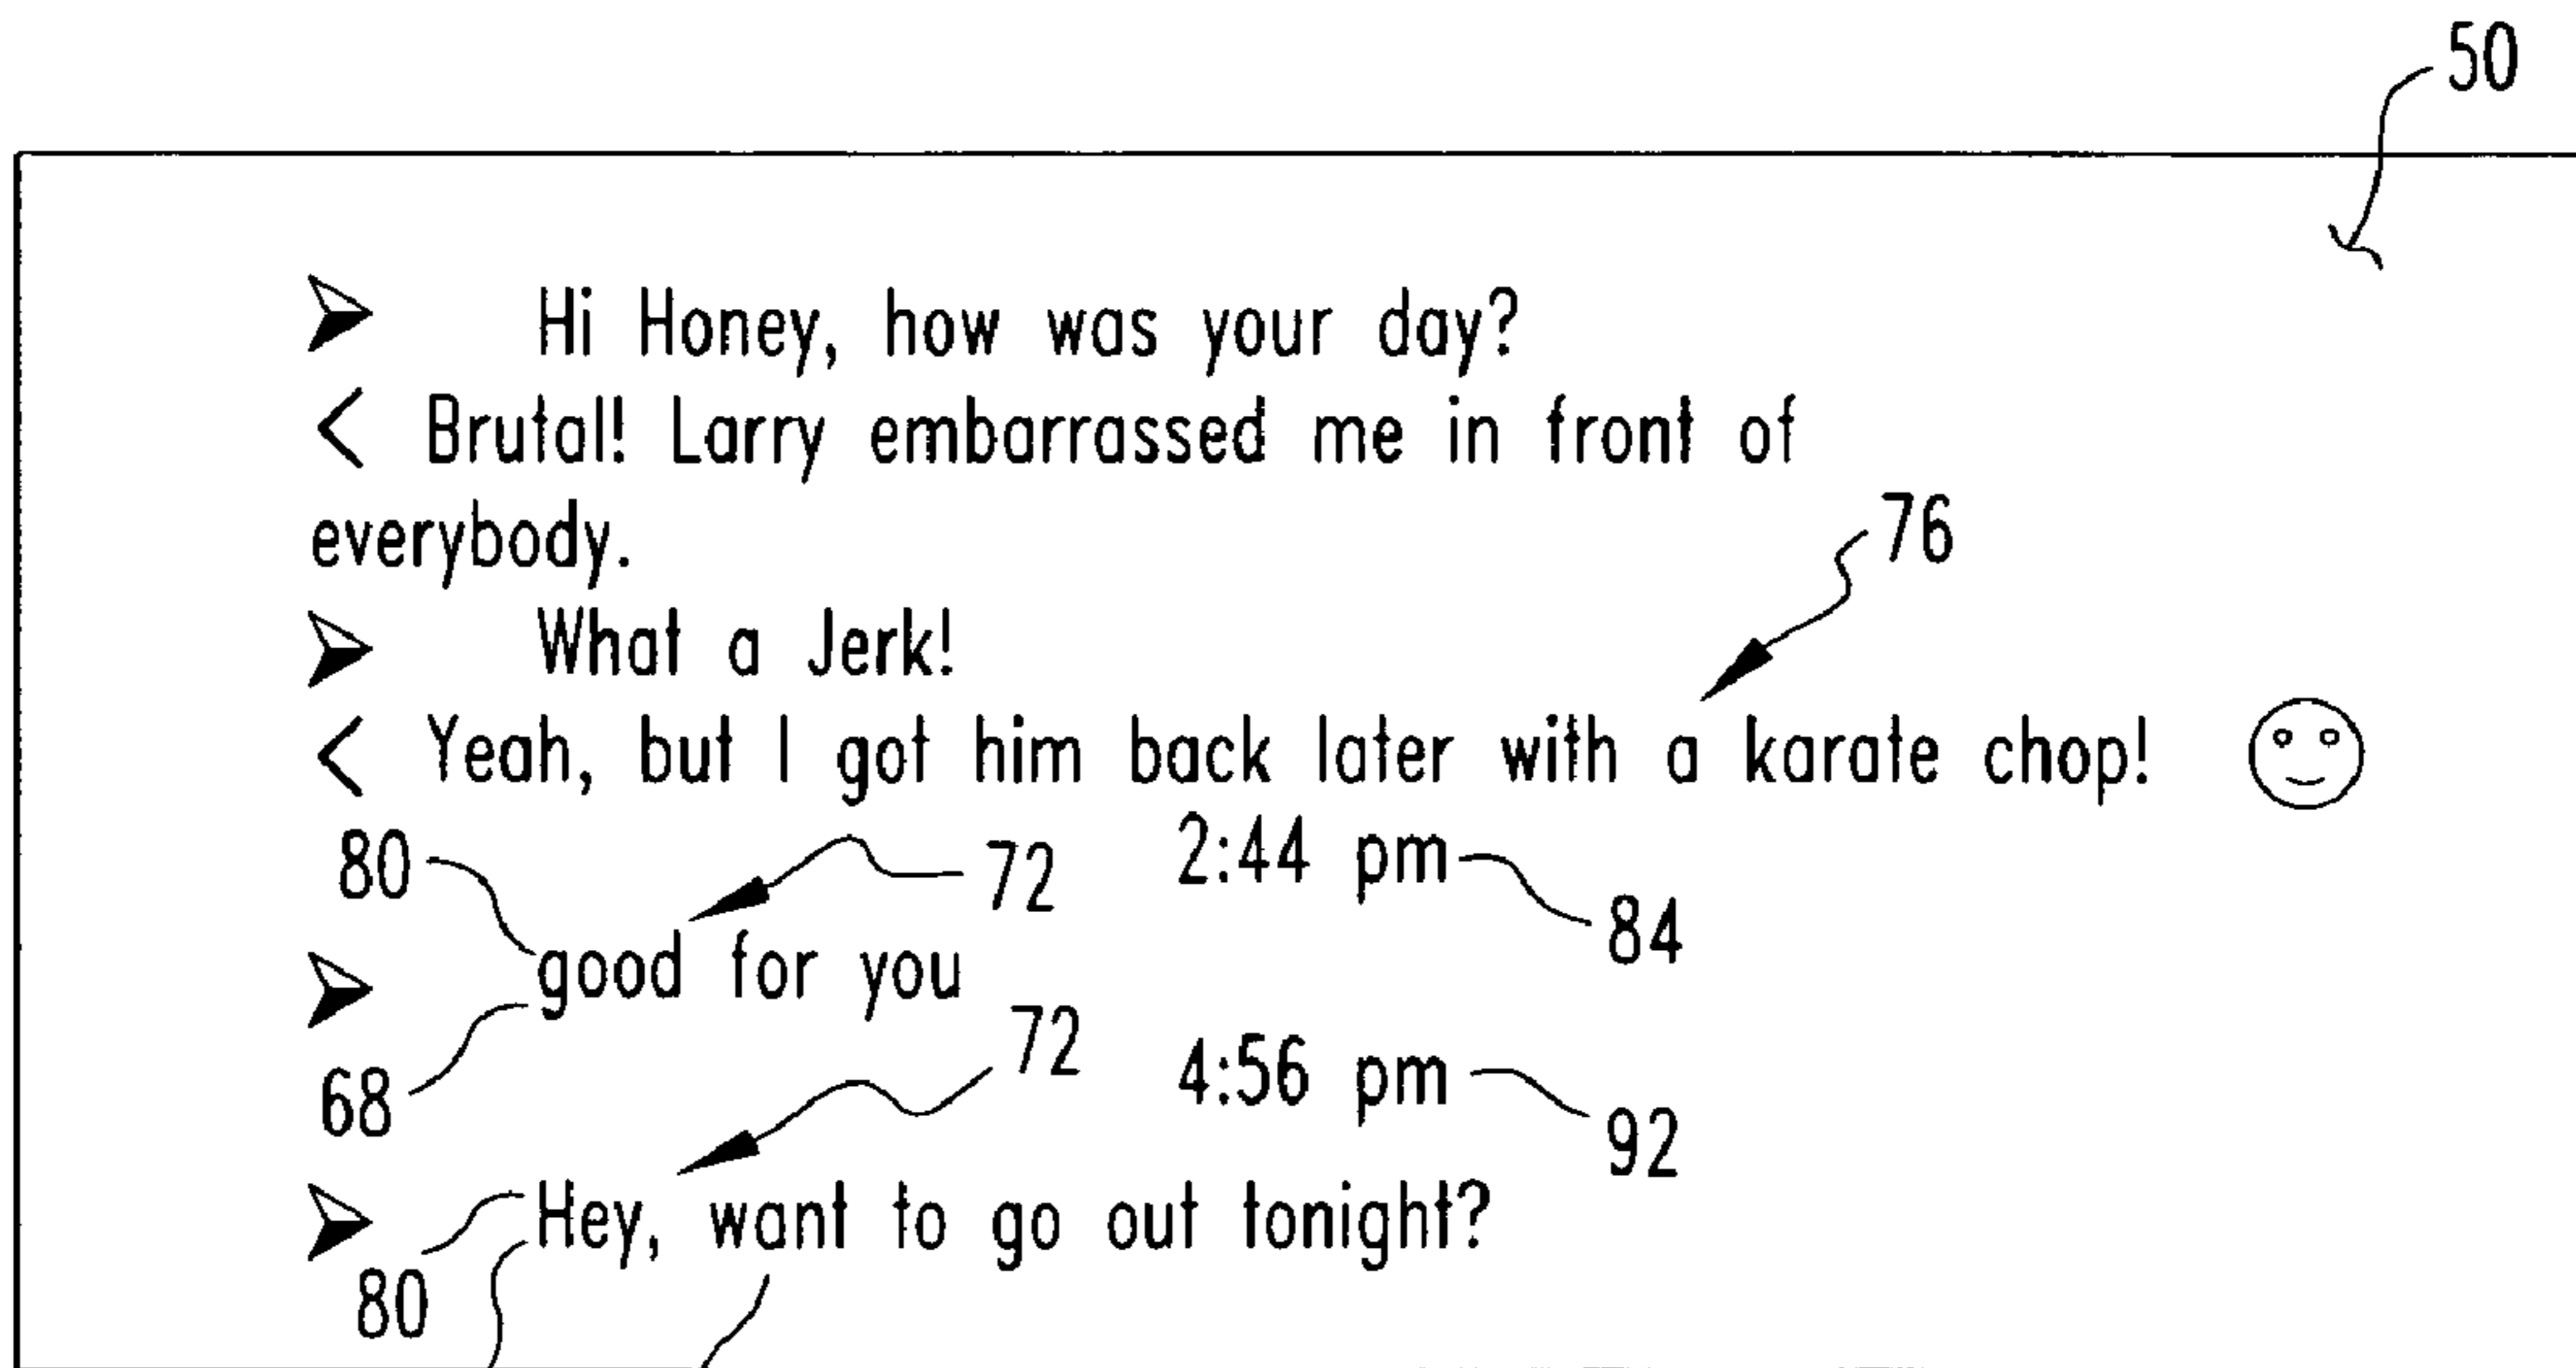 50
➢ Hi Honey, how was your day?
< Brutal! Larry embarrassed me in front of
everybody.
76
➢ What a Jerk!
< Yeah, but I got him back later with a karate chop! ☺
80 72 2:44 pm
84
➢ good for you
72
68 4:56 pm
92
➢ Hey, want to go out tonight?
80